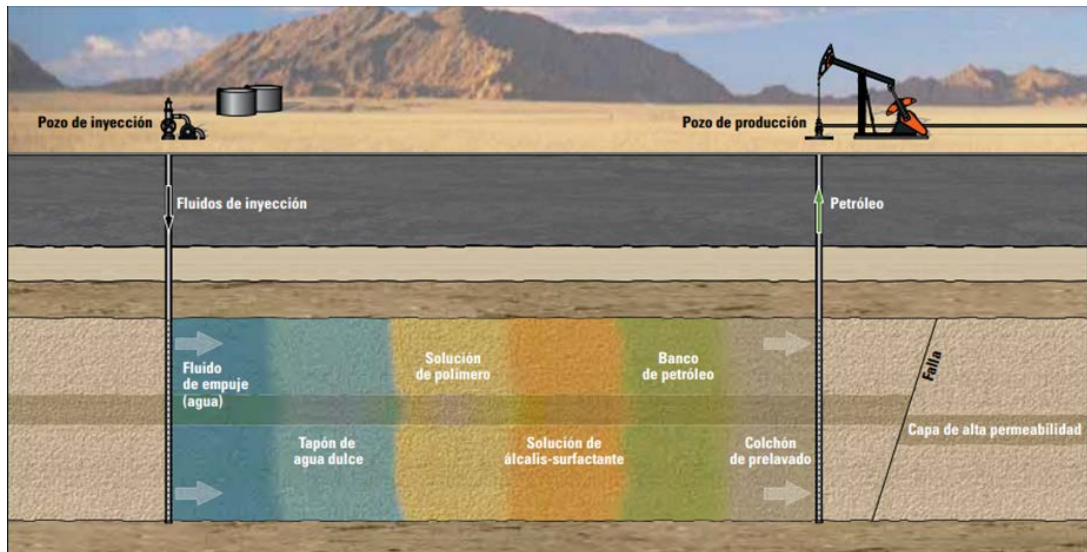 Pozo de inyección
Pozo de producción
Fluidos de inyección
Petróleo
Fluido
de empuje
(agua)
Tapón de
agua dulce
Solución
de polímero
Solución de
álcalis-surfactante
Banco
de petróleo
Colchón
de prelavado
Falla
Capa de alta permeabilidad